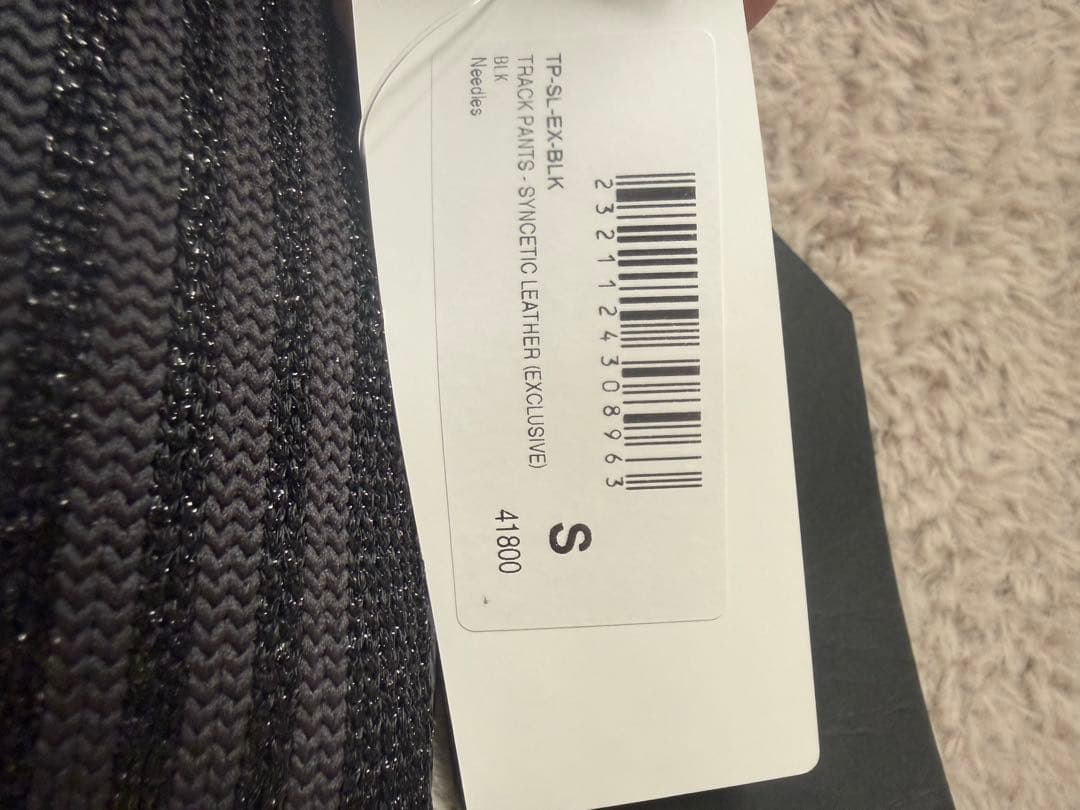 2321124308963
TP-SL-EX-BLK
TRACK PANTS - SYNCETIC LEATHER (EXCLUSIVE)
BLK
Needles
S
41800